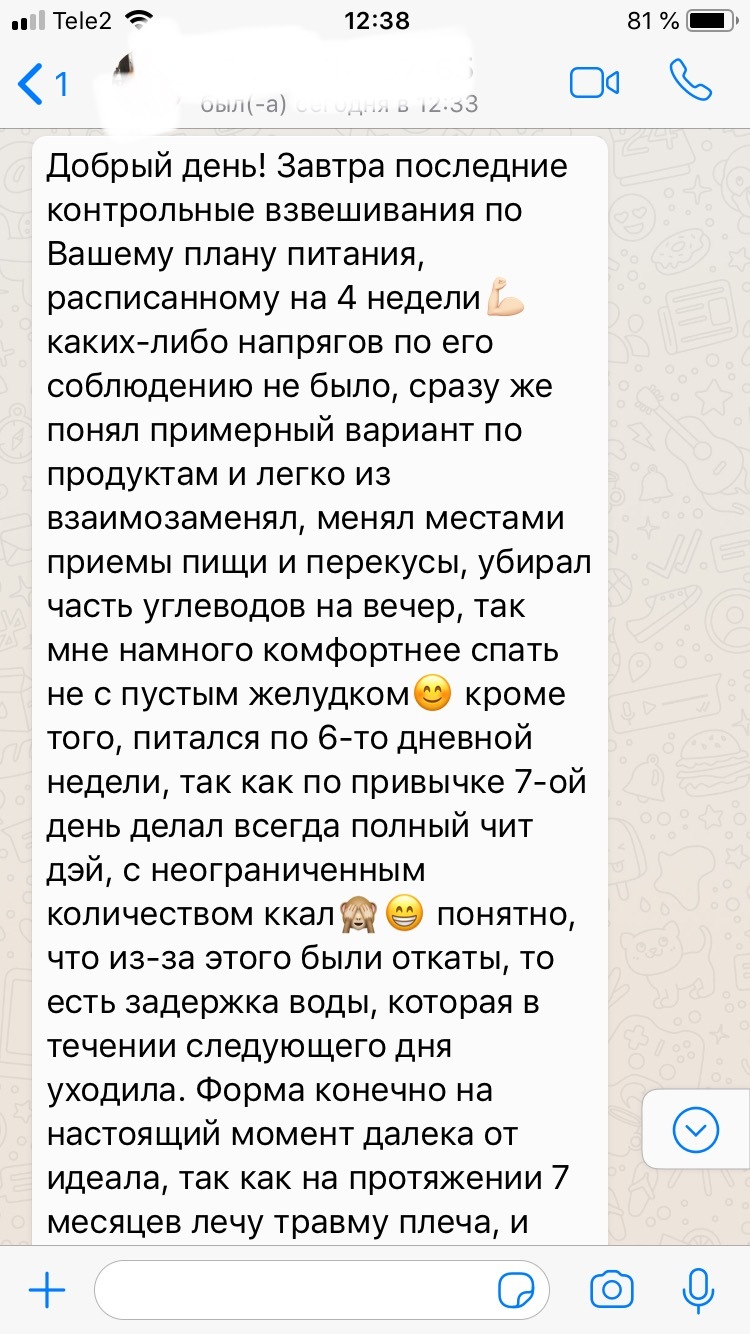 Tele2 12:38 81 %
1
был(-а) сегодня в 12:33
Добрый день! Завтра последние
контрольные взвешивания по
Вашему плану питания,
расписанному на 4 недели💪🏻
каких-либо напрягов по его
соблюдению не было, сразу же
понял примерный вариант по
продуктам и легко из
взаимозаменял, менял местами
приемы пищи и перекусы, убирал
часть углеводов на вечер, так
мне намного комфортнее спать
не с пустым желудком😊 кроме
того, питался по 6-то дневной
недели, так как по привычке 7-ой
день делал всегда полный чит
дэй, с неограниченным
количеством ккал🙈😁 понятно,
что из-за этого были откаты, то
есть задержка воды, которая в
течении следующего дня
уходила. Форма конечно на
настоящий момент далека от
идеала, так как на протяжении 7
месяцев лечу травму плеча, и